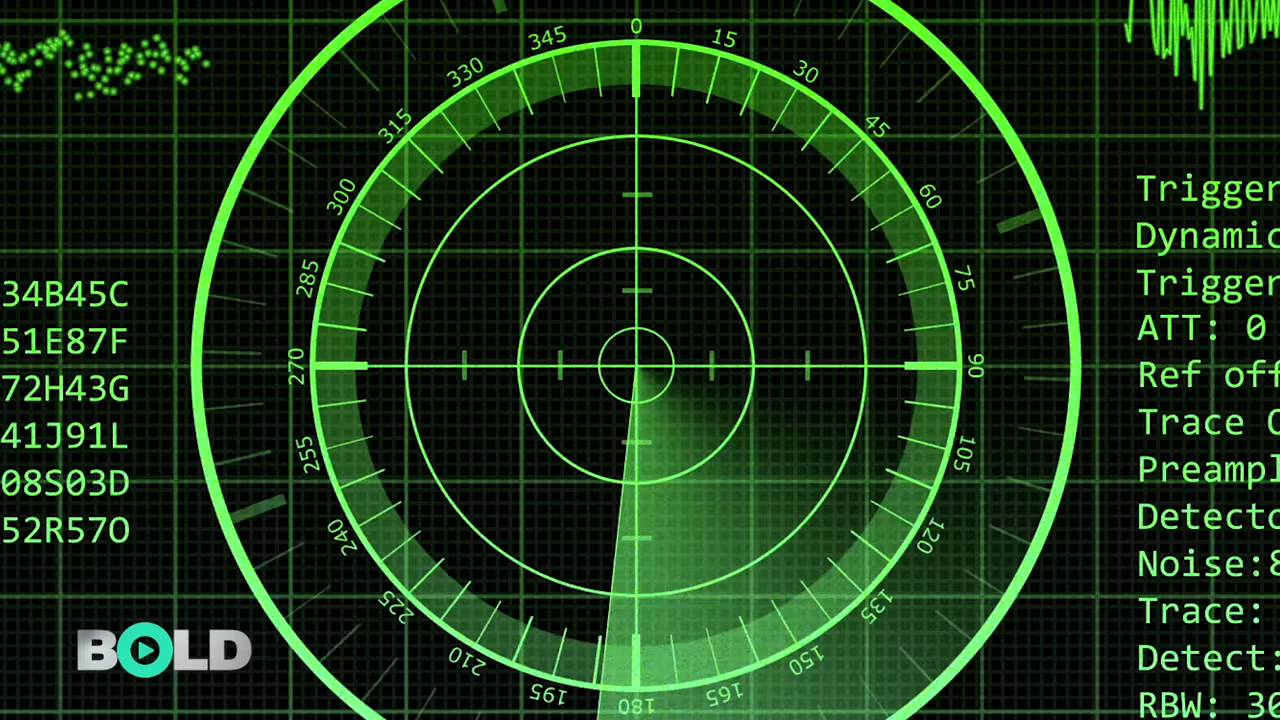 0
15
30
45
60
75
90
105
120
135
150
165
180
195
210
225
240
255
270
285
300
315
330
345
34B45C
51E87F
72H43G
41J91L
08S03D
52R57O
Trigger
Dynamic
Trigger
ATT: 0
Ref off
Trace
Preampl
Detecto
Noise:8
Trace:
Detect:
RBW: 30
BOLD